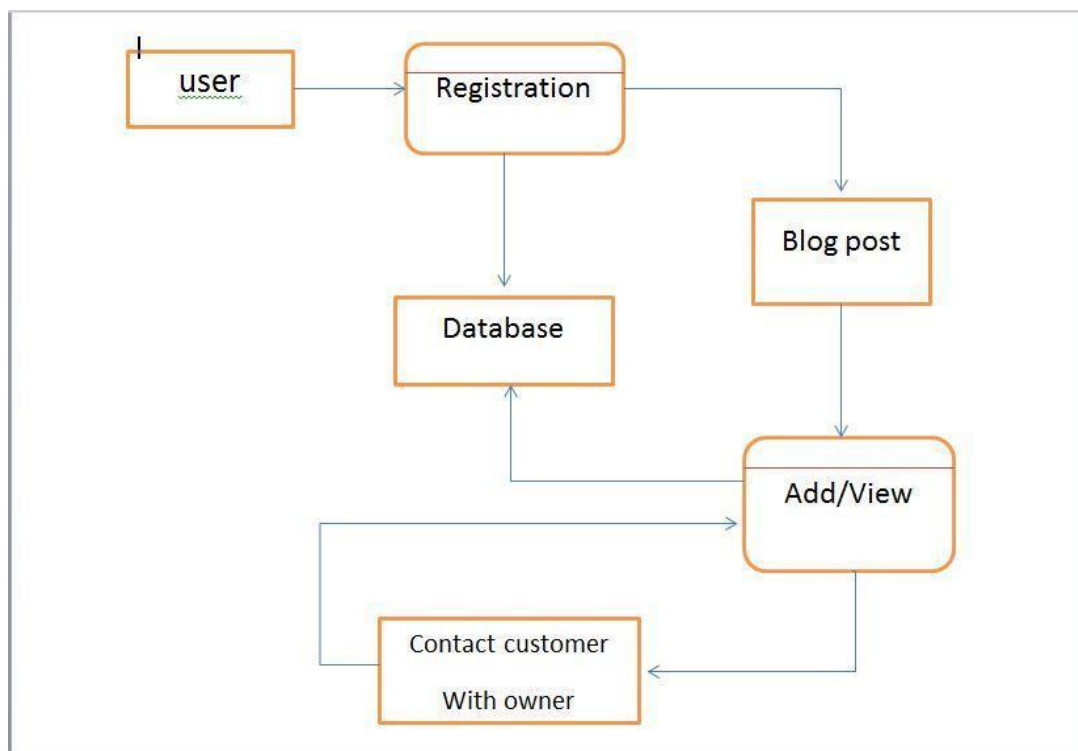 user
Registration
Blog post
Database
Add/View
Contact customer
With owner